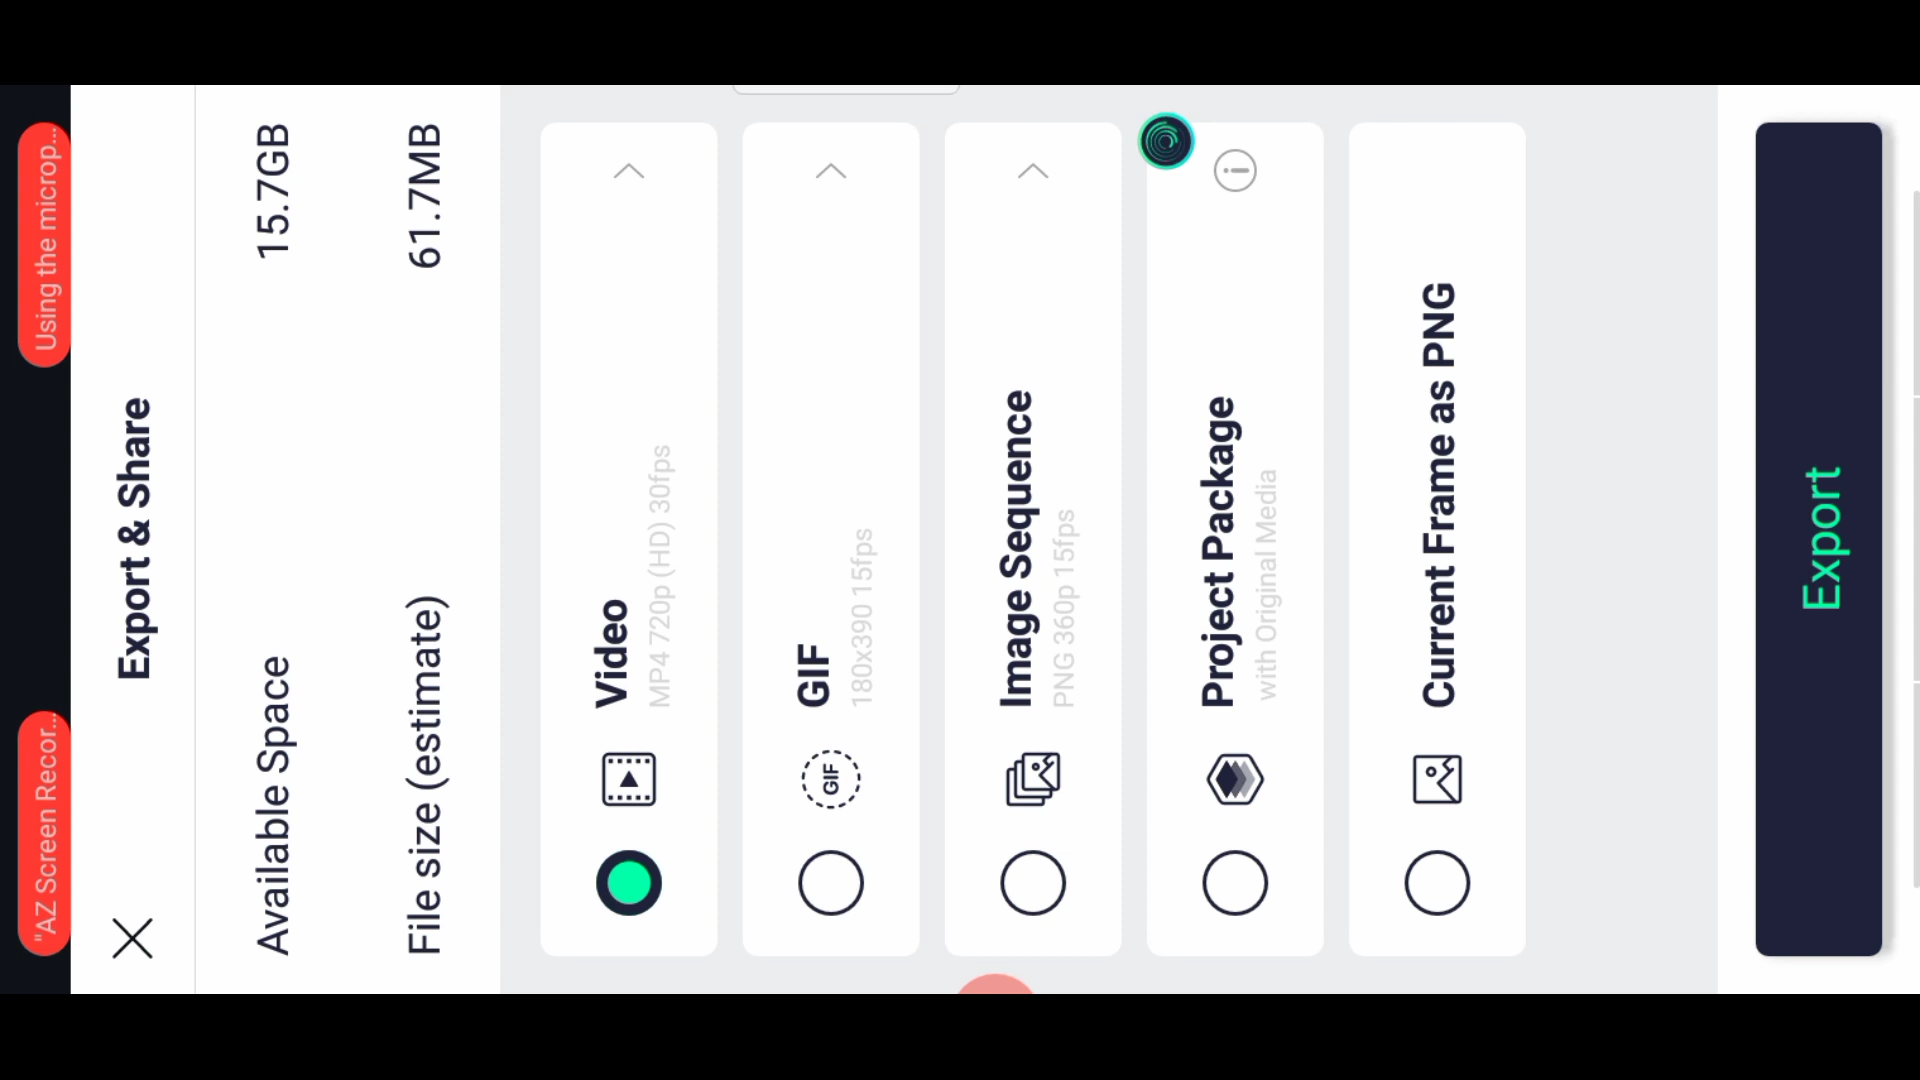 "AZ Screen Recor...
Using the microp...
Export & Share
Available Space
15.7GB
File size (estimate)
61.7MB
Video
MP4 720p (HD) 30fps
GIF
GIF
180x390 15fps
Image Sequence
PNG 360p 15fps
Project Package
with Original Media
Current Frame as PNG
Export